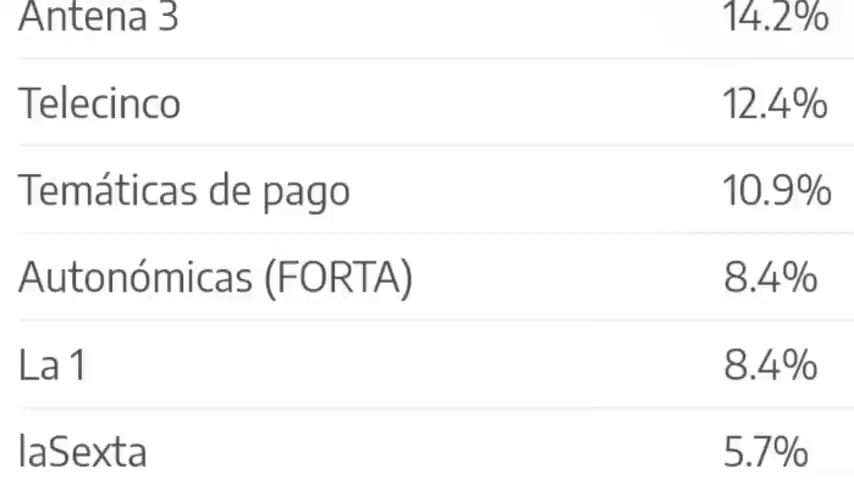 Antena 3 14.2%
Telecinco 12.4%
Temáticas de pago 10.9%
Autonómicas (FORTA) 8.4%
La 1 8.4%
laSexta 5.7%